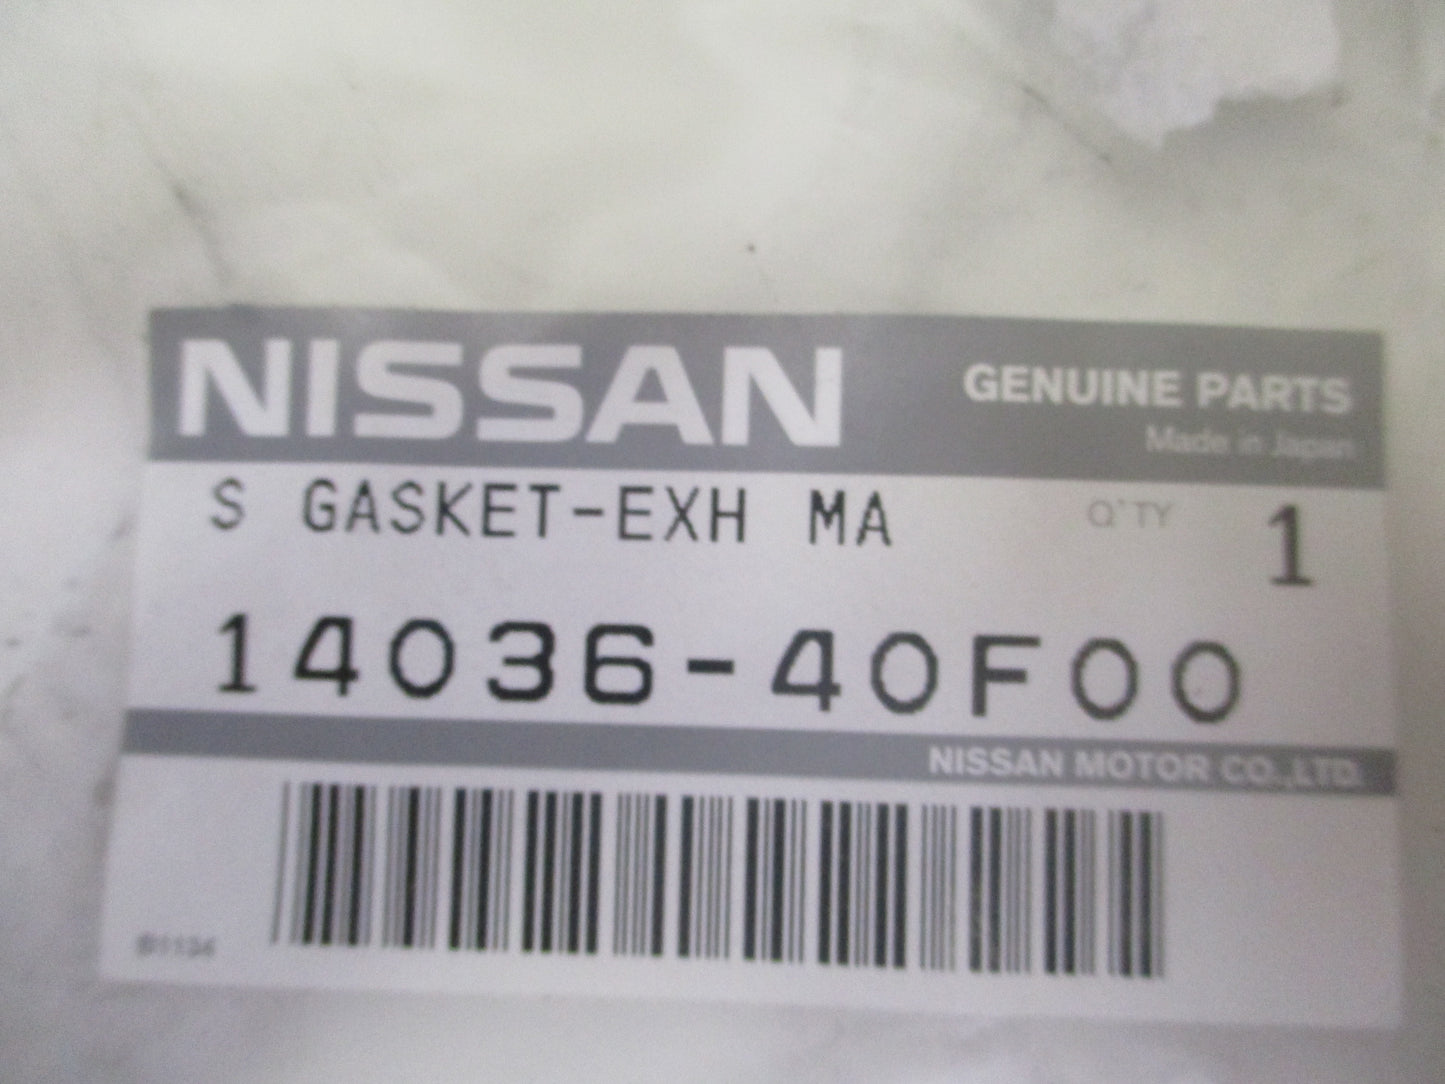 NISSAN
GENUINE PARTS
Made in Japan
S GASKET-EXH MA
Q'TY 1
14036-40F00
NISSAN MOTOR CO.,LTD.